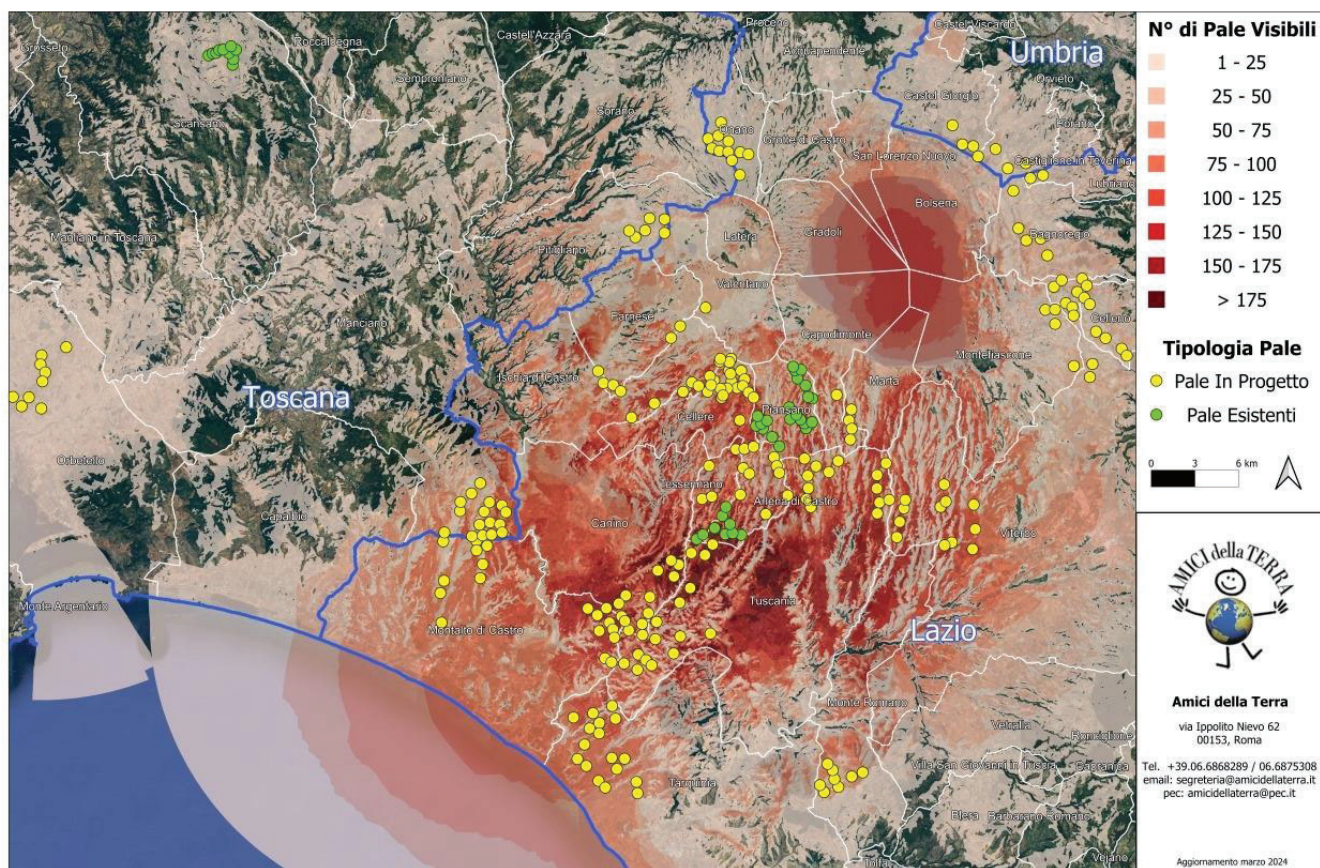 Grosseto
Roccalbegna
Castell'Azzara
Proceno
Acquapendente
Castel Viscardo
Umbria
Orvieto
Semproniano
Castel Giorgio
Porano
Scansano
Sorano
Onano
Grotte di Castro
San Lorenzo Nuovo
Castiglione in Teverina
Lubriano
Bolsena
Magliano in Toscana
Pitigliano
Latera
Gradoli
Bagnoregio
Valentano
Manciano
Farnese
Celleno
Capodimonte
Montefiascone
Ischia di Castro
Marta
Toscana
Cellere
Piansano
Orbetello
Tessennano
Arlena di Castro
Capalbio
Canino
Viterbo
Monte Argentario
Tuscania
Montalto di Castro
Lazio
Monte Romano
Vetralla
Ronciglione
Villa San Giovanni in Tuscia
Capranica
Tarquinia
Blera
Barbarano Romano
Vejano
Tolfa
N° di Pale Visibili
1 - 25
25 - 50
50 - 75
75 - 100
100 - 125
125 - 150
150 - 175
> 175
Tipologia Pale
Pale In Progetto
Pale Esistenti
0 3 6 km
AMICI della TERRA
Amici della Terra
via Ippolito Nievo 62
00153, Roma
Tel. +39.06.6868289 / 06.6875308
email: segreteria@amicidellaterra.it
pec: amicidellaterra@pec.it
Aggiornamento marzo 2024